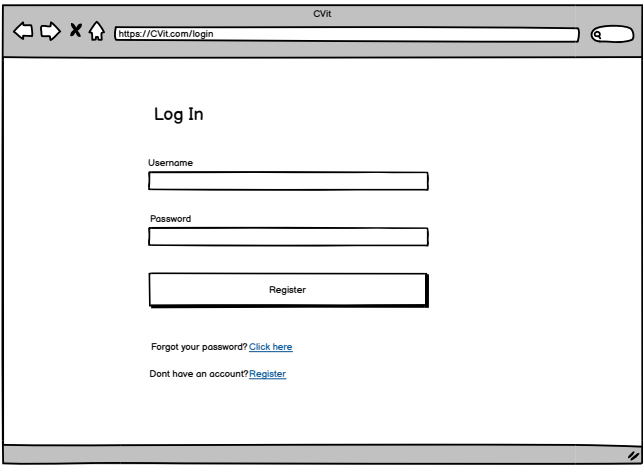 CVit
https://CVit.com/login
Log In
Username
Password
Register
Forgot your password? Click here
Dont have an account? Register